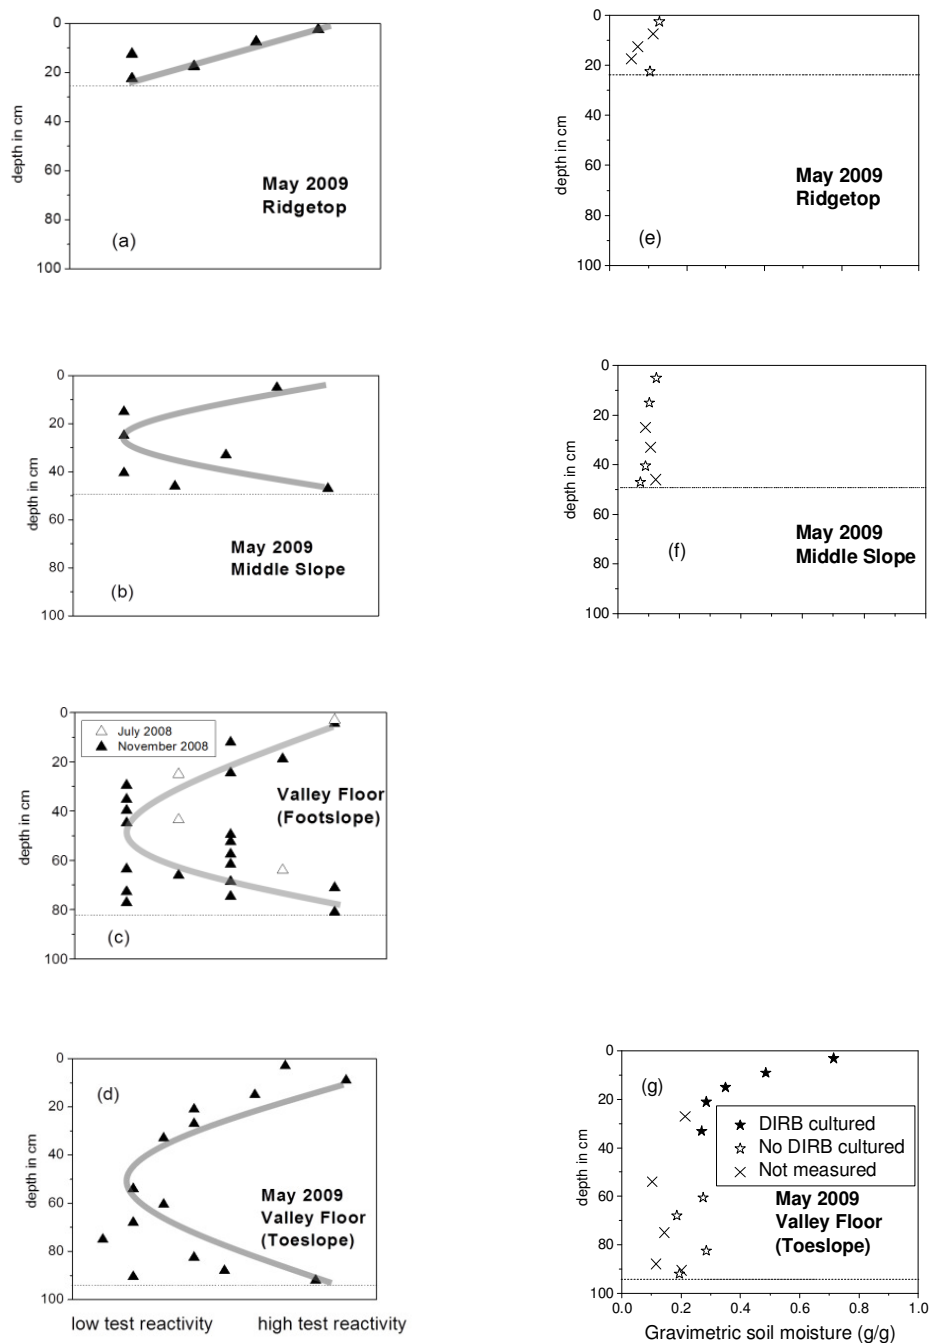 0
20
40
60
80
100
depth in cm
May 2009
Ridgetop
(a)
0
20
40
60
80
100
depth in cm
May 2009
Ridgetop
(e)
0
20
40
60
80
100
depth in cm
May 2009
Middle Slope
(b)
0
20
40
60
80
100
depth in cm
May 2009
Middle Slope
(f)
0
20
40
60
80
100
depth in cm
July 2008
November 2008
Valley Floor
(Footslope)
(c)
0
20
40
60
80
100
depth in cm
(d)
May 2009
Valley Floor
(Toeslope)
low test reactivity high test reactivity
0
20
40
60
80
100
depth in cm
(g)
DIRB cultured
No DIRB cultured
Not measured
May 2009
Valley Floor
(Toeslope)
0.0 0.2 0.4 0.6 0.8 1.0
Gravimetric soil moisture (g/g)